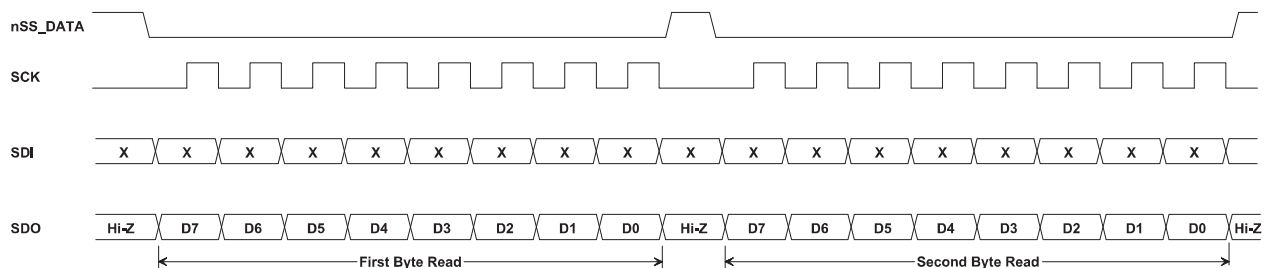 nSS_DATA
SCK
SDI X X X X X X X X X X X X X X X X X X
SDO Hi-Z D7 D6 D5 D4 D3 D2 D1 D0 Hi-Z D7 D6 D5 D4 D3 D2 D1 D0 Hi-Z
First Byte Read Second Byte Read